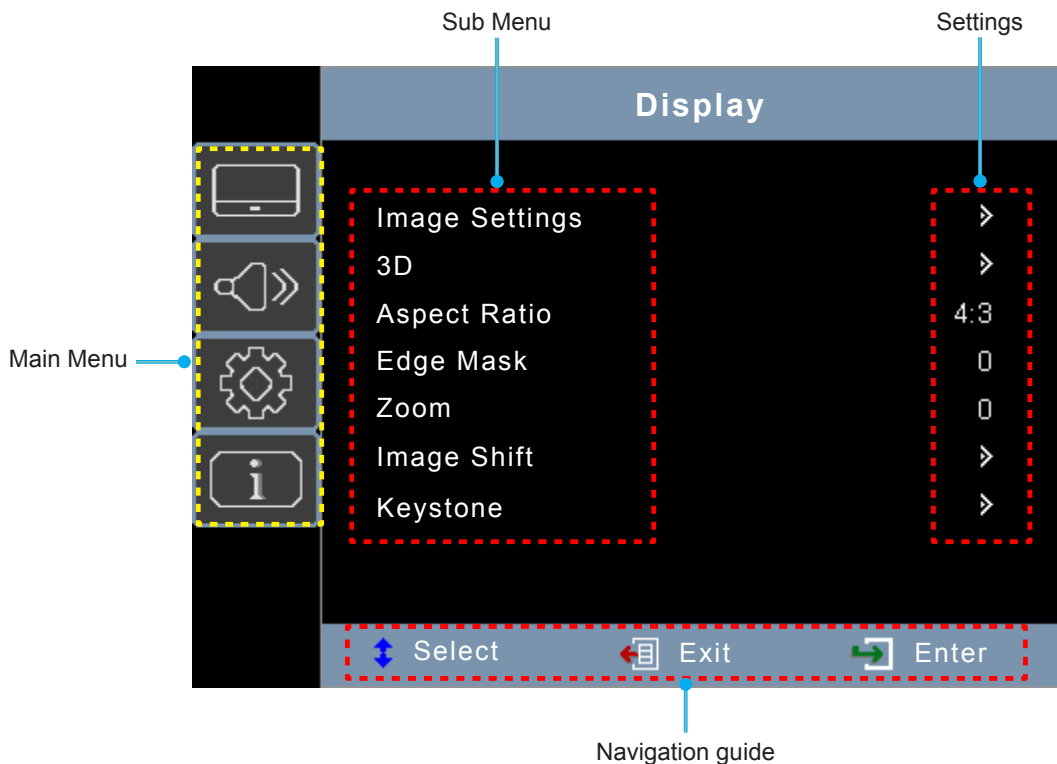 Sub Menu
Settings
Display
Image Settings
3D
Aspect Ratio 4:3
Edge Mask 0
Zoom 0
Image Shift
Keystone
Main Menu
i
Select Exit Enter
Navigation guide